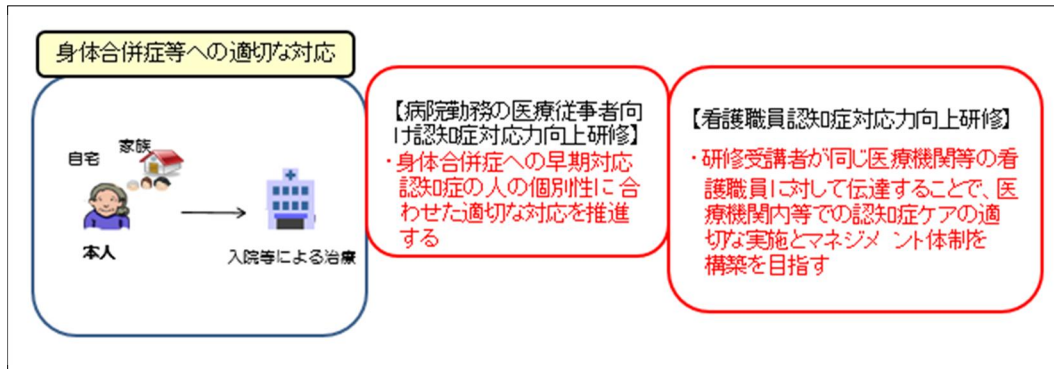 身体合併症等への適切な対応
自宅
家族
本人
入院等による治療
【病院勤務の医療従事者向
け認知症対応力向上研修】
・身体合併症への早期対応
認知症の人の個別性に合
わせた適切な対応を推進
する
【看護職員認知症対応力向上研修】
・研修受講者が同じ医療機関等の看
護職員に対して伝達することで、医
療機関内等での認知症ケアの適
切な実施とマネジメント体制を
構築を目指す